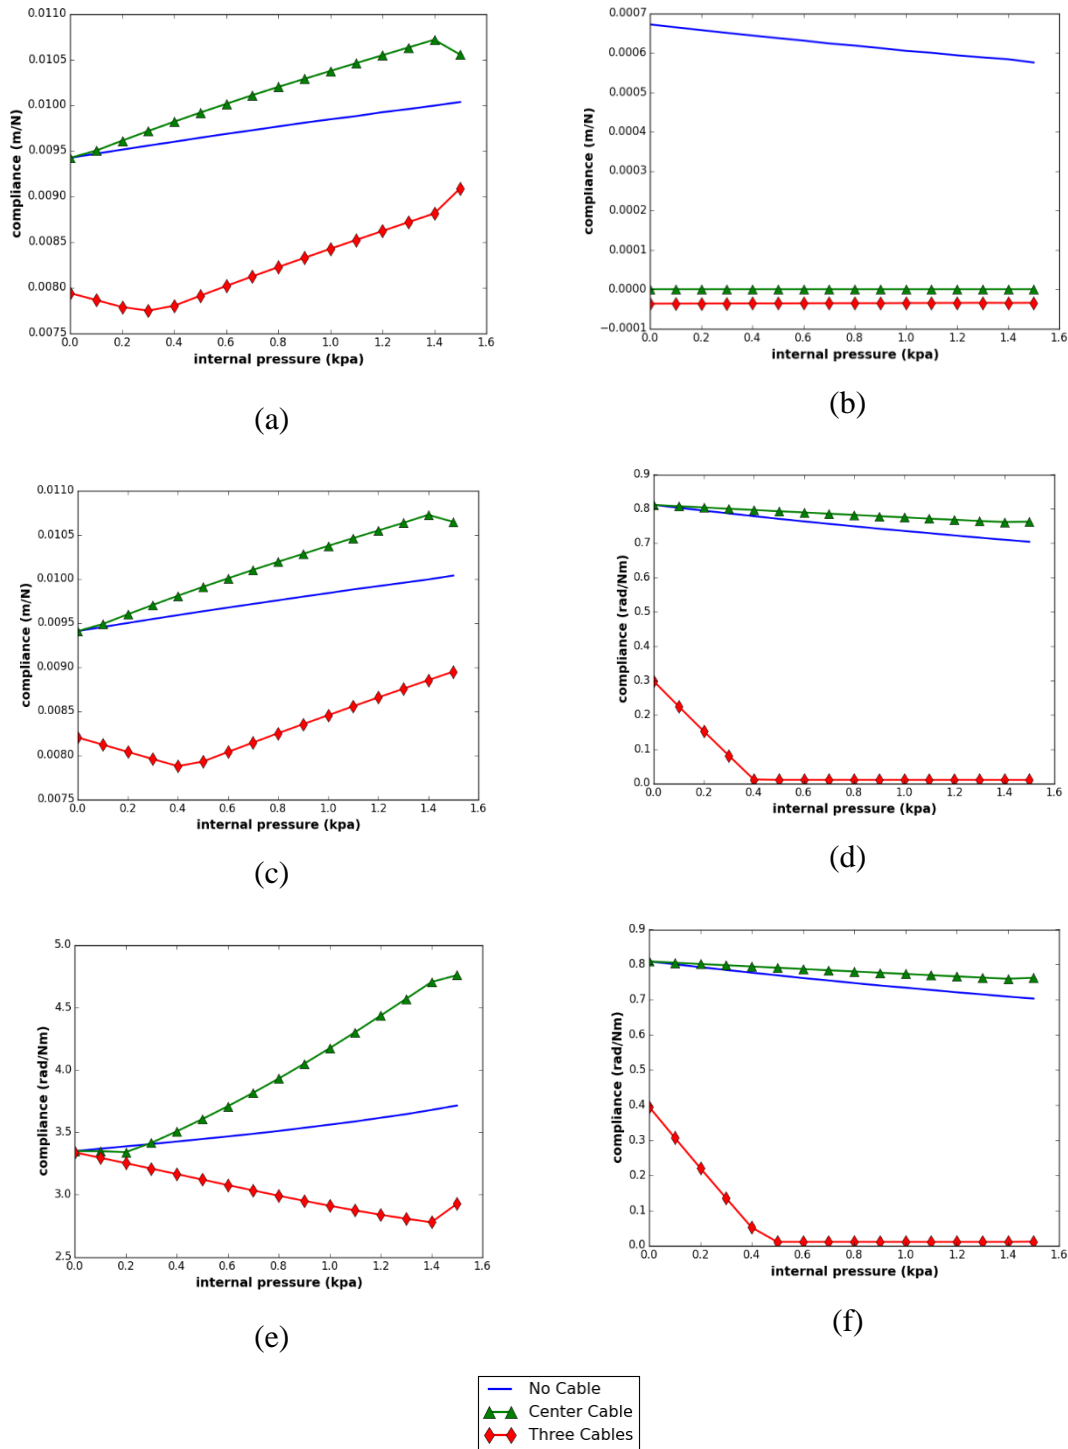 0.0110
0.0105
0.0100
0.0095
0.0090
0.0085
0.0080
0.0075
compliance (m/N)
0.0 0.2 0.4 0.6 0.8 1.0 1.2 1.4 1.6
internal pressure (kpa)
(a)
0.0007
0.0006
0.0005
0.0004
0.0003
0.0002
0.0001
0.0000
−0.0001
compliance (m/N)
0.0 0.2 0.4 0.6 0.8 1.0 1.2 1.4 1.6
internal pressure (kpa)
(b)
0.0110
0.0105
0.0100
0.0095
0.0090
0.0085
0.0080
0.0075
compliance (m/N)
0.0 0.2 0.4 0.6 0.8 1.0 1.2 1.4 1.6
internal pressure (kpa)
(c)
0.9
0.8
0.7
0.6
0.5
0.4
0.3
0.2
0.1
0.0
compliance (rad/Nm)
0.0 0.2 0.4 0.6 0.8 1.0 1.2 1.4 1.6
internal pressure (kpa)
(d)
5.0
4.5
4.0
3.5
3.0
2.5
compliance (rad/Nm)
0.0 0.2 0.4 0.6 0.8 1.0 1.2 1.4 1.6
internal pressure (kpa)
(e)
0.9
0.8
0.7
0.6
0.5
0.4
0.3
0.2
0.1
0.0
compliance (rad/Nm)
0.0 0.2 0.4 0.6 0.8 1.0 1.2 1.4 1.6
internal pressure (kpa)
(f)
No Cable
Center Cable
Three Cables